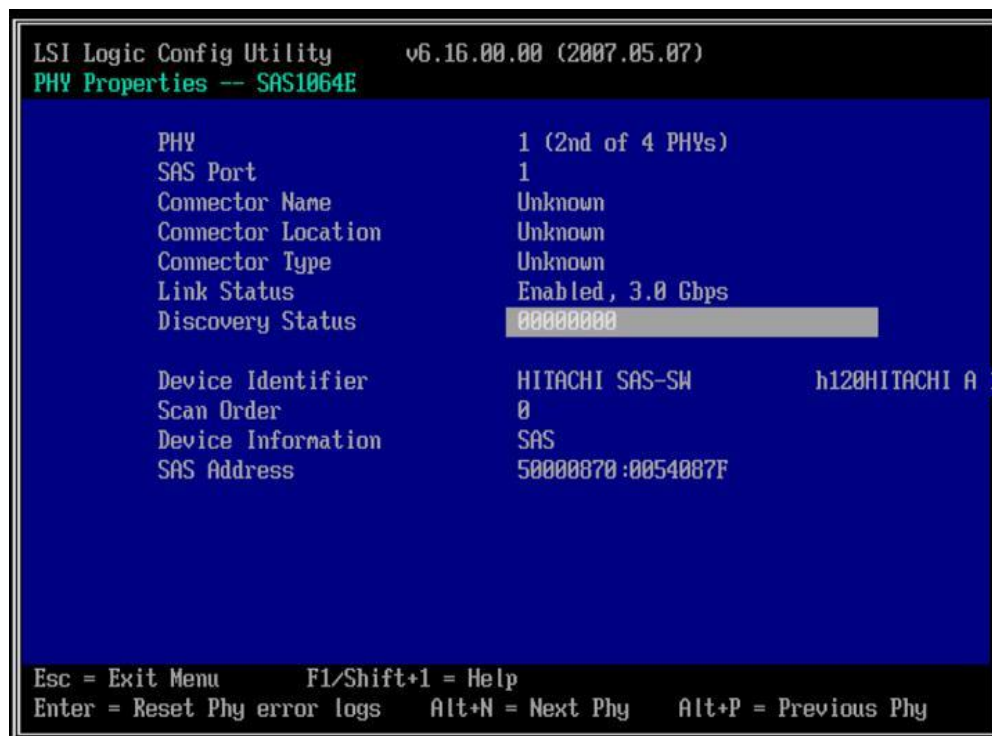 LSI Logic Config Utility v6.16.00.00 (2007.05.07)
PHY Properties -- SAS1064E
PHY 1 (2nd of 4 PHYs)
SAS Port 1
Connector Name Unknown
Connector Location Unknown
Connector Type Unknown
Link Status Enabled, 3.0 Gbps
Discovery Status 00000000
Device Identifier HITACHI SAS-SW h120HITACHI A
Scan Order 0
Device Information SAS
SAS Address 50000870:0054087F
Esc = Exit Menu F1/Shift+1 = Help
Enter = Reset Phy error logs Alt+N = Next Phy Alt+P = Previous Phy